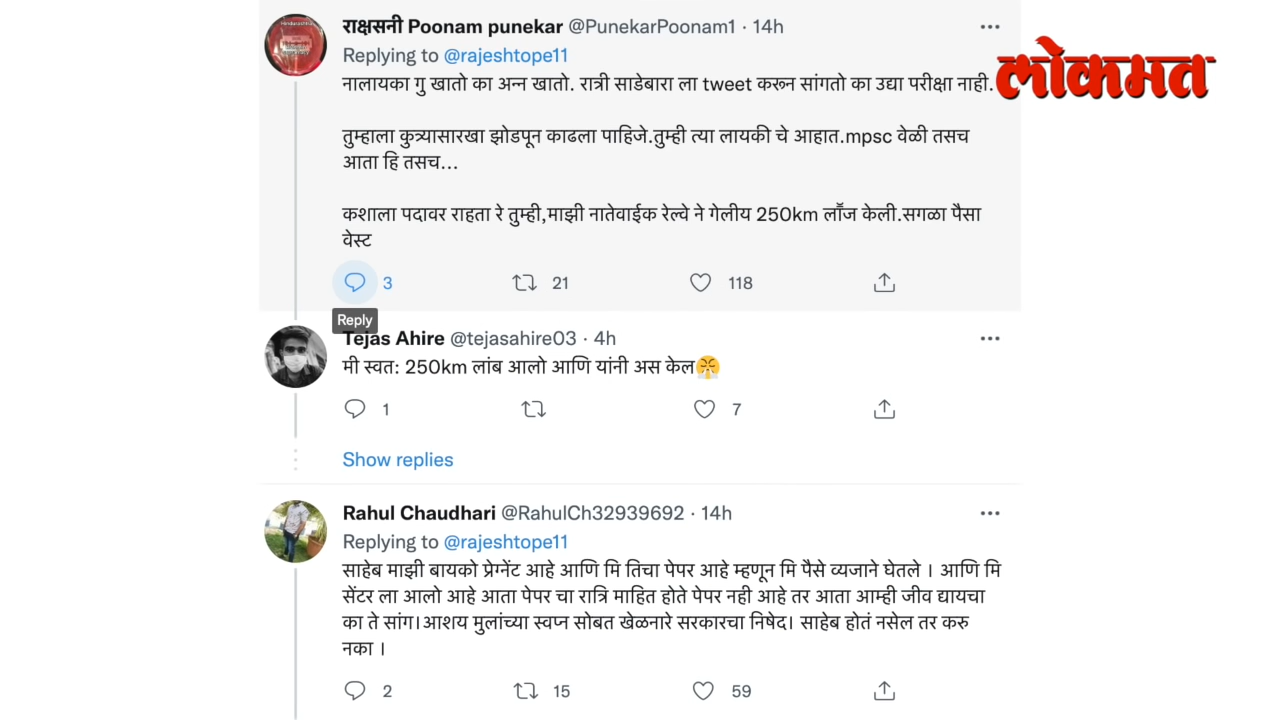 राक्षसनी Poonam punekar @PunekarPoonam1 · 14h
Replying to @rajeshtope11
नालायका गु खातो का अन्न खातो. रात्री साडेबारा ला tweet करून सांगतो का उद्या परीक्षा नाही.
लोकमत
तुम्हाला कुत्र्यासारखा झोडपून काढला पाहिजे.तुम्ही त्या लायकी चे आहात.mpsc वेळी तसच
आता हि तसच...
कशाला पदावर राहता रे तुम्ही,माझी नातेवाईक रेल्वे ने गेलीय 250km लॉंज केली.सगळा पैसा
वेस्ट
3 21 118
Reply
Tejas Ahire @tejasahire03 · 4h
मी स्वत: 250km लांब आलो आणि यांनी अस केल😤
1 7
Show replies
Rahul Chaudhari @RahulCh32939692 · 14h
Replying to @rajeshtope11
साहेब माझी बायको प्रेग्नेंट आहे आणि मि तिचा पेपर आहे म्हणून मि पैसे व्यजाने घेतले । आणि मि
सेंटर ला आलो आहे आता पेपर चा रात्रि माहित होते पेपर नही आहे तर आता आम्ही जीव द्यायचा
का ते सांग।आशय मुलांच्या स्वप्न सोबत खेळनारे सरकारचा निषेद। साहेब होतं नसेल तर करु
नका ।
2 15 59